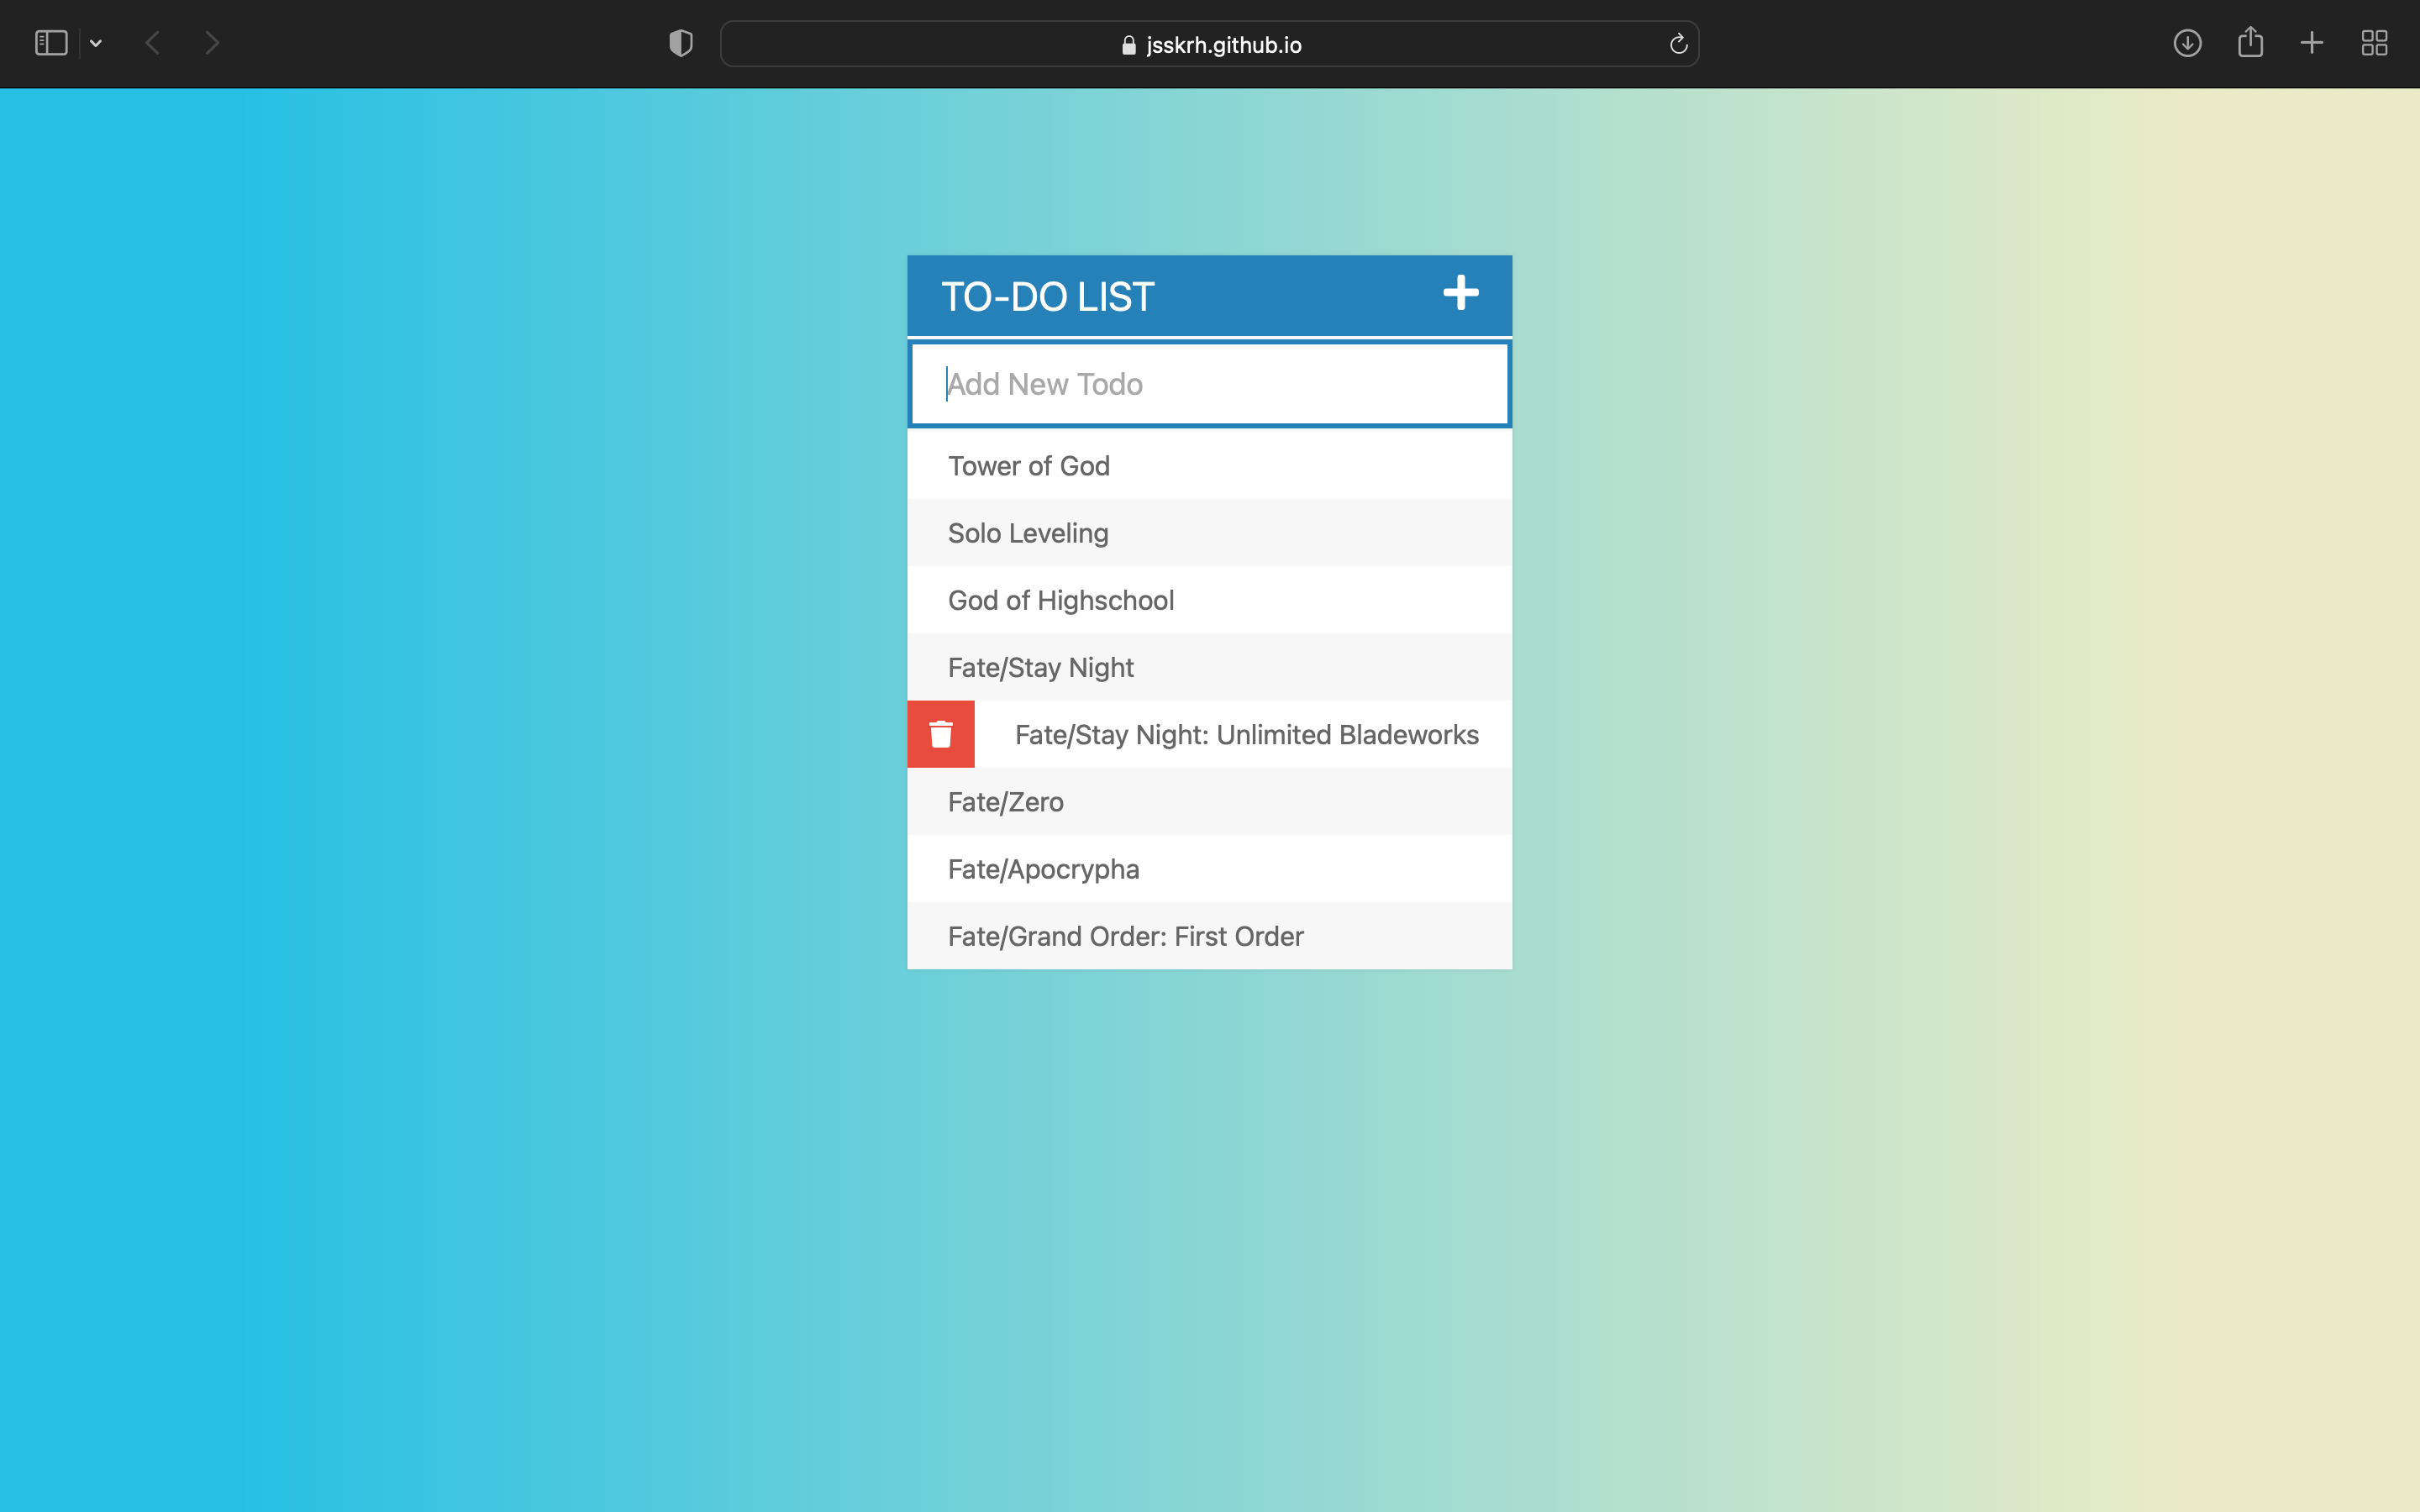 jsskrh.github.io
TO-DO LIST
Add New Todo
Tower of God
Solo Leveling
God of Highschool
Fate/Stay Night
Fate/Stay Night: Unlimited Bladeworks
Fate/Zero
Fate/Apocrypha
Fate/Grand Order: First Order